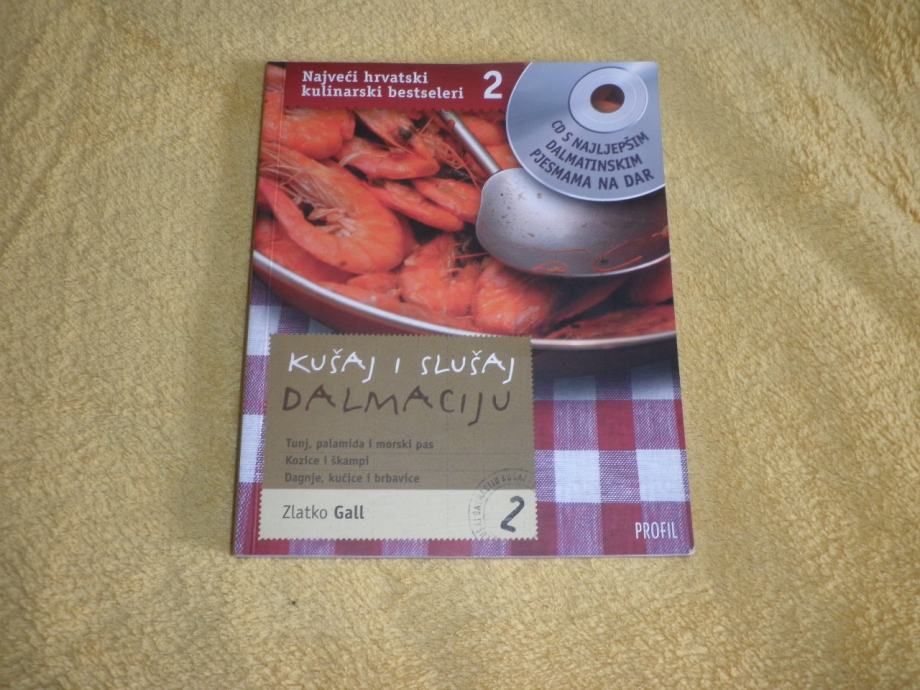 Najveći hrvatski
kulinarski bestseleri 2
CD S NAJLJEPŠIM
DALMATINSKIM
PJESMAMA NA DAR
KUŠAJ I SLUŠAJ
DALMACIJU
Tunj, palamida i morski pas
Kozice i škampi
Dagnje, kućice i brbavice
Zlatko Gall
2
PROFIL